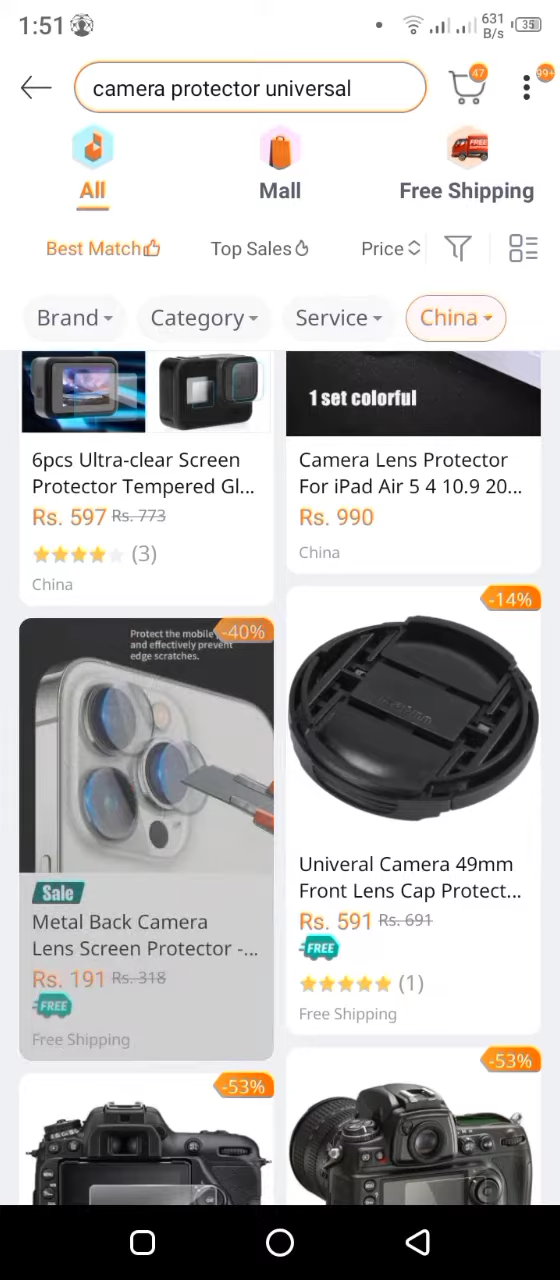 1:51
631
B/s
35
camera protector universal
47
99+
FREE
All
Mall
Free Shipping
Best Match
Top Sales
Price
Brand
Category
Service
China
6pcs Ultra-clear Screen
Protector Tempered Gl...
Rs. 597 Rs. 773
(3)
China
1 set colorful
Camera Lens Protector
For iPad Air 5 4 10.9 20...
Rs. 990
China
-40%
Protect the mobile
and effectively prevent
edge scratches.
Sale
Metal Back Camera
Lens Screen Protector -...
Rs. 191 Rs. 318
FREE
Free Shipping
-14%
Univeral Camera 49mm
Front Lens Cap Protect...
Rs. 591 Rs. 691
FREE
(1)
Free Shipping
-53%
-53%